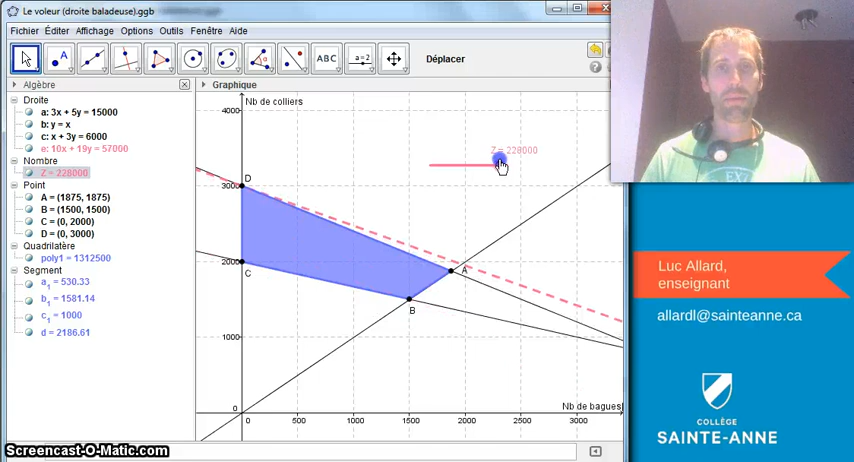 Le voleur (droite baladeuse).ggb
Fichier Éditer Affichage Options Outils Fenêtre Aide
ABC a=2 Déplacer
Algèbre
Graphique
Droite
a: 3x + 5y = 15000
b: y = x
c: x + 3y = 6000
e: 10x + 19y = 57000
Nombre
Z = 228000
Point
A = (1875, 1875)
B = (1500, 1500)
C = (0, 2000)
D = (0, 3000)
Quadrilatère
poly1 = 1312500
Segment
a1 = 530.33
b1 = 1581.14
c1 = 1000
d = 2186.61
4000
Nb de colliers
Z = 228000
D
3000
2000
C
A
B
1000
Nb de bagues
0
0 500 1000 1500 2000 2500 3000
Luc Allard,
enseignant
allardl@sainteanne.ca
COLLÈGE
SAINTE-ANNE
Screencast-O-Matic.com